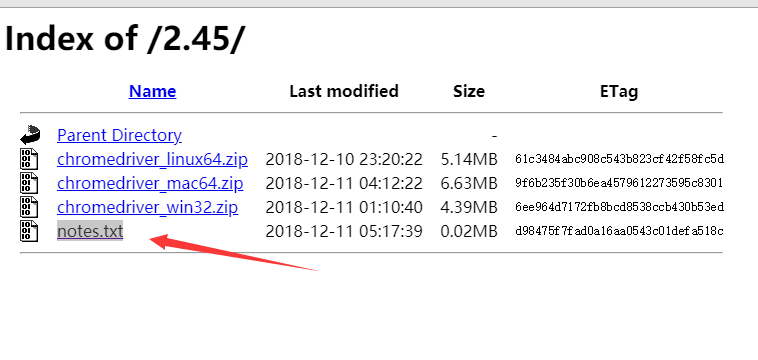 Index of /2.45/
Name Last modified Size ETag
Parent Directory -
chromedriver_linux64.zip 2018-12-10 23:20:22 5.14MB 61c3484abc908c543b823cf42f58fc5d
chromedriver_mac64.zip 2018-12-11 04:12:22 6.63MB 9f6b235f30b6ea4579612273595c8301
chromedriver_win32.zip 2018-12-11 01:10:40 4.39MB 6ee964d7172fb8bcd8538ccb430b53ed
notes.txt 2018-12-11 05:17:39 0.02MB d98475f7fad0a16aa0543c01defa518c